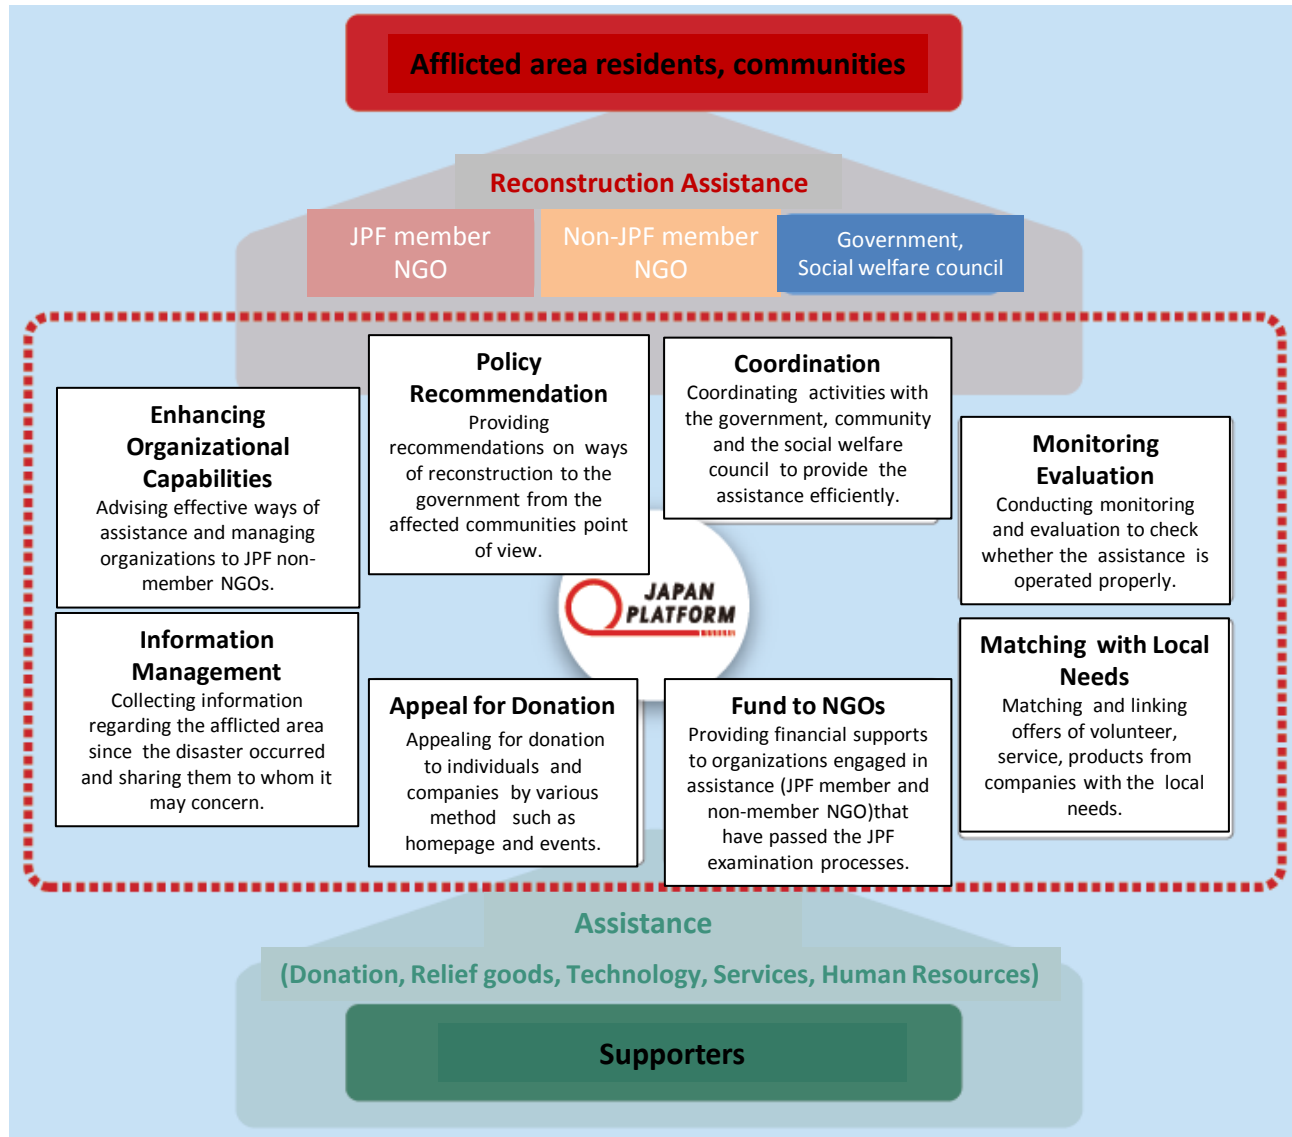 Afflicted area residents, communities
Reconstruction Assistance
JPF member
NGO
Non-JPF member
NGO
Government,
Social welfare council
Enhancing
Organizational
Capabilities
Advising effective ways of
assistance and managing
organizations to JPF non-
member NGOs.
Policy
Recommendation
Providing
recommendations on ways
of reconstruction to the
government from the
affected communities point
of view.
Coordination
Coordinating activities with
the government, community
and the social welfare
council to provide the
assistance efficiently.
Monitoring
Evaluation
Conducting monitoring
and evaluation to check
whether the assistance is
operated properly.
JAPAN
PLATFORM
Information
Management
Collecting information
regarding the afflicted area
since the disaster occurred
and sharing them to whom it
may concern.
Appeal for Donation
Appealing for donation
to individuals and
companies by various
method such as
homepage and events.
Fund to NGOs
Providing financial supports
to organizations engaged in
assistance (JPF member and
non-member NGO)that
have passed the JPF
examination processes.
Matching with Local
Needs
Matching and linking
offers of volunteer,
service, products from
companies with the local
needs.
Assistance
(Donation, Relief goods, Technology, Services, Human Resources)
Supporters